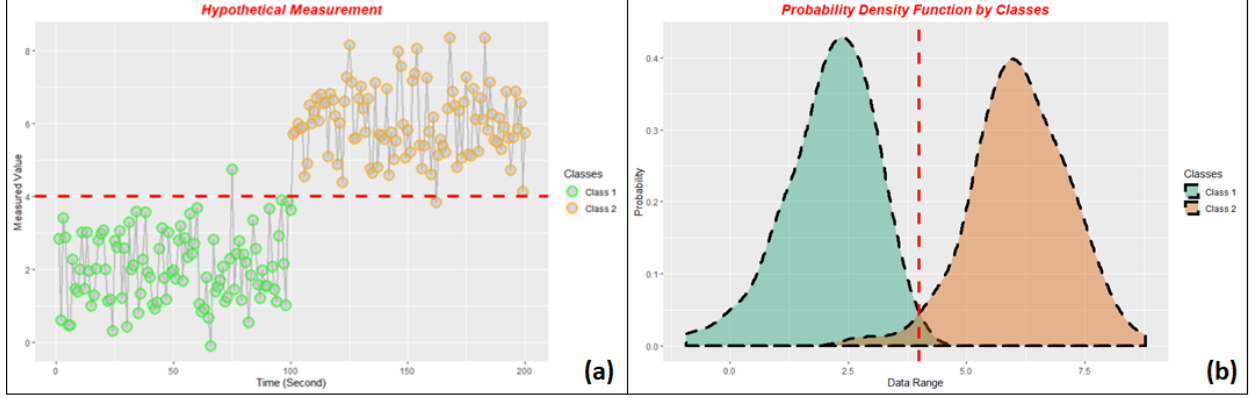 Hypothetical Measurement
Measured Value
8
6
4
2
0
0
50
100
150
200
Time (Second)
Classes
Class 1
Class 2
(a)
Probability Density Function by Classes
Probability
0.4
0.3
0.2
0.1
0.0
0.0
2.5
5.0
7.5
Data Range
Classes
Class 1
Class 2
(b)